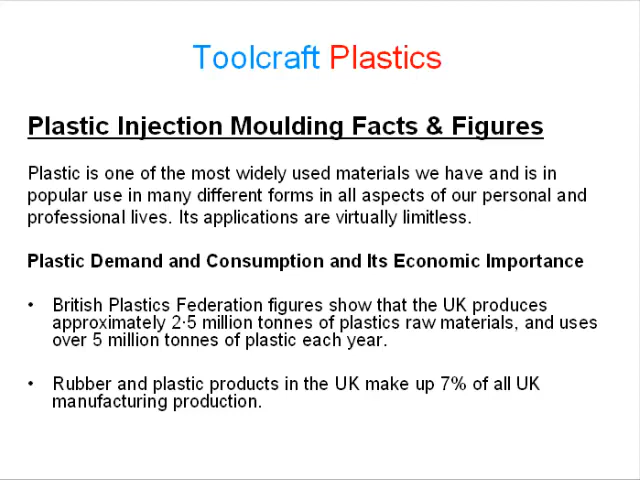 Toolcraft Plastics
Plastic Injection Moulding Facts & Figures
Plastic is one of the most widely used materials we have and is in
popular use in many different forms in all aspects of our personal and
professional lives. Its applications are virtually limitless.
Plastic Demand and Consumption and Its Economic Importance
• British Plastics Federation figures show that the UK produces
approximately 2·5 million tonnes of plastics raw materials, and uses
over 5 million tonnes of plastic each year.
• Rubber and plastic products in the UK make up 7% of all UK
manufacturing production.